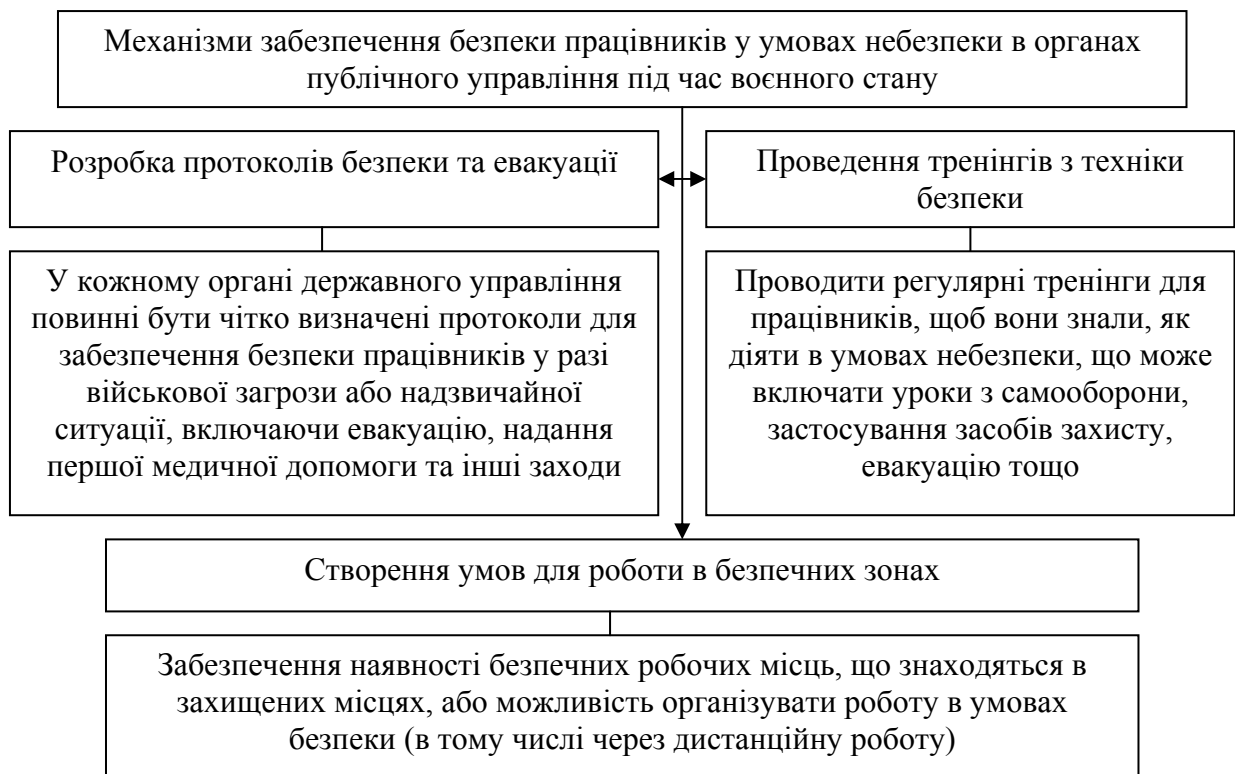 Механізми забезпечення безпеки працівників у умовах небезпеки в органах
публічного управління під час воєнного стану
Розробка протоколів безпеки та евакуації
Проведення тренінгів з техніки
безпеки
У кожному органі державного управління
повинні бути чітко визначені протоколи для
забезпечення безпеки працівників у разі
військової загрози або надзвичайної
ситуації, включаючи евакуацію, надання
першої медичної допомоги та інші заходи
Проводити регулярні тренінги для
працівників, щоб вони знали, як
діяти в умовах небезпеки, що може
включати уроки з самооборони,
застосування засобів захисту,
евакуацію тощо
Створення умов для роботи в безпечних зонах
Забезпечення наявності безпечних робочих місць, що знаходяться в
захищених місцях, або можливість організувати роботу в умовах
безпеки (в тому числі через дистанційну роботу)